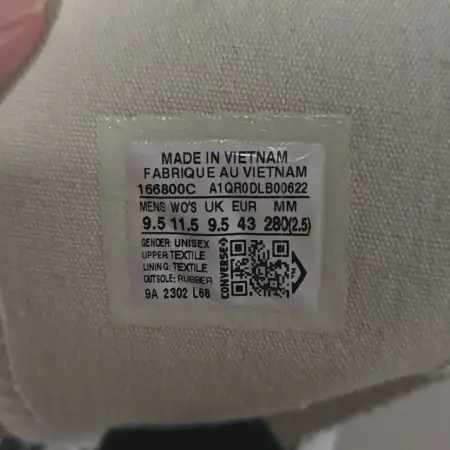 MADE IN VIETNAM
FABRIQUE AU VIETNAM
166800C A1QR0DLB00622
MENS WO'S UK EUR MM
9.5 11.5 9.5 43 280(2.5)
GENDER: UNISEX
UPPER: TEXTILE
LINING: TEXTILE
OUTSOLE: RUBBER
9A 2302 L68
CONVERSE